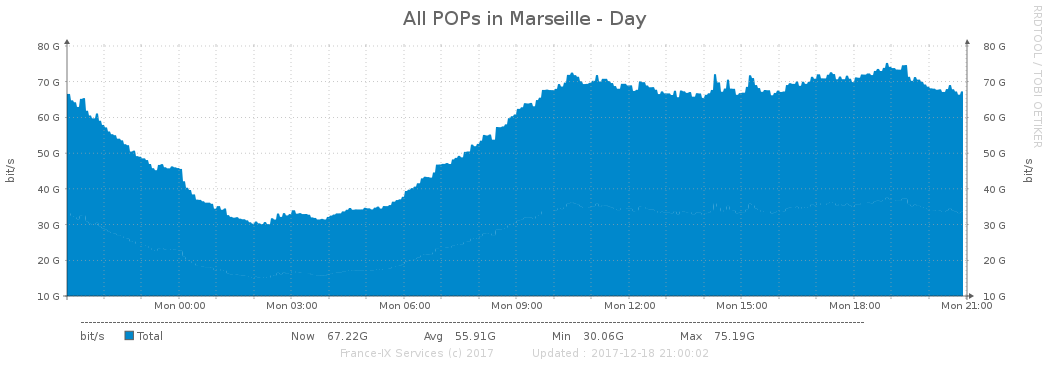 All POPs in Marseille - Day
RRDTOOL / TOBI OETIKER
80 G 80 G
70 G 70 G
60 G 60 G
50 G 50 G
40 G 40 G
30 G 30 G
20 G 20 G
10 G 10 G
bit/s bit/s
Mon 00:00 Mon 03:00 Mon 06:00 Mon 09:00 Mon 12:00 Mon 15:00 Mon 18:00 Mon 21:00
bit/s Total Now 67.22G Avg 55.91G Min 30.06G Max 75.19G
France-IX Services (c) 2017 Updated : 2017-12-18 21:00:02